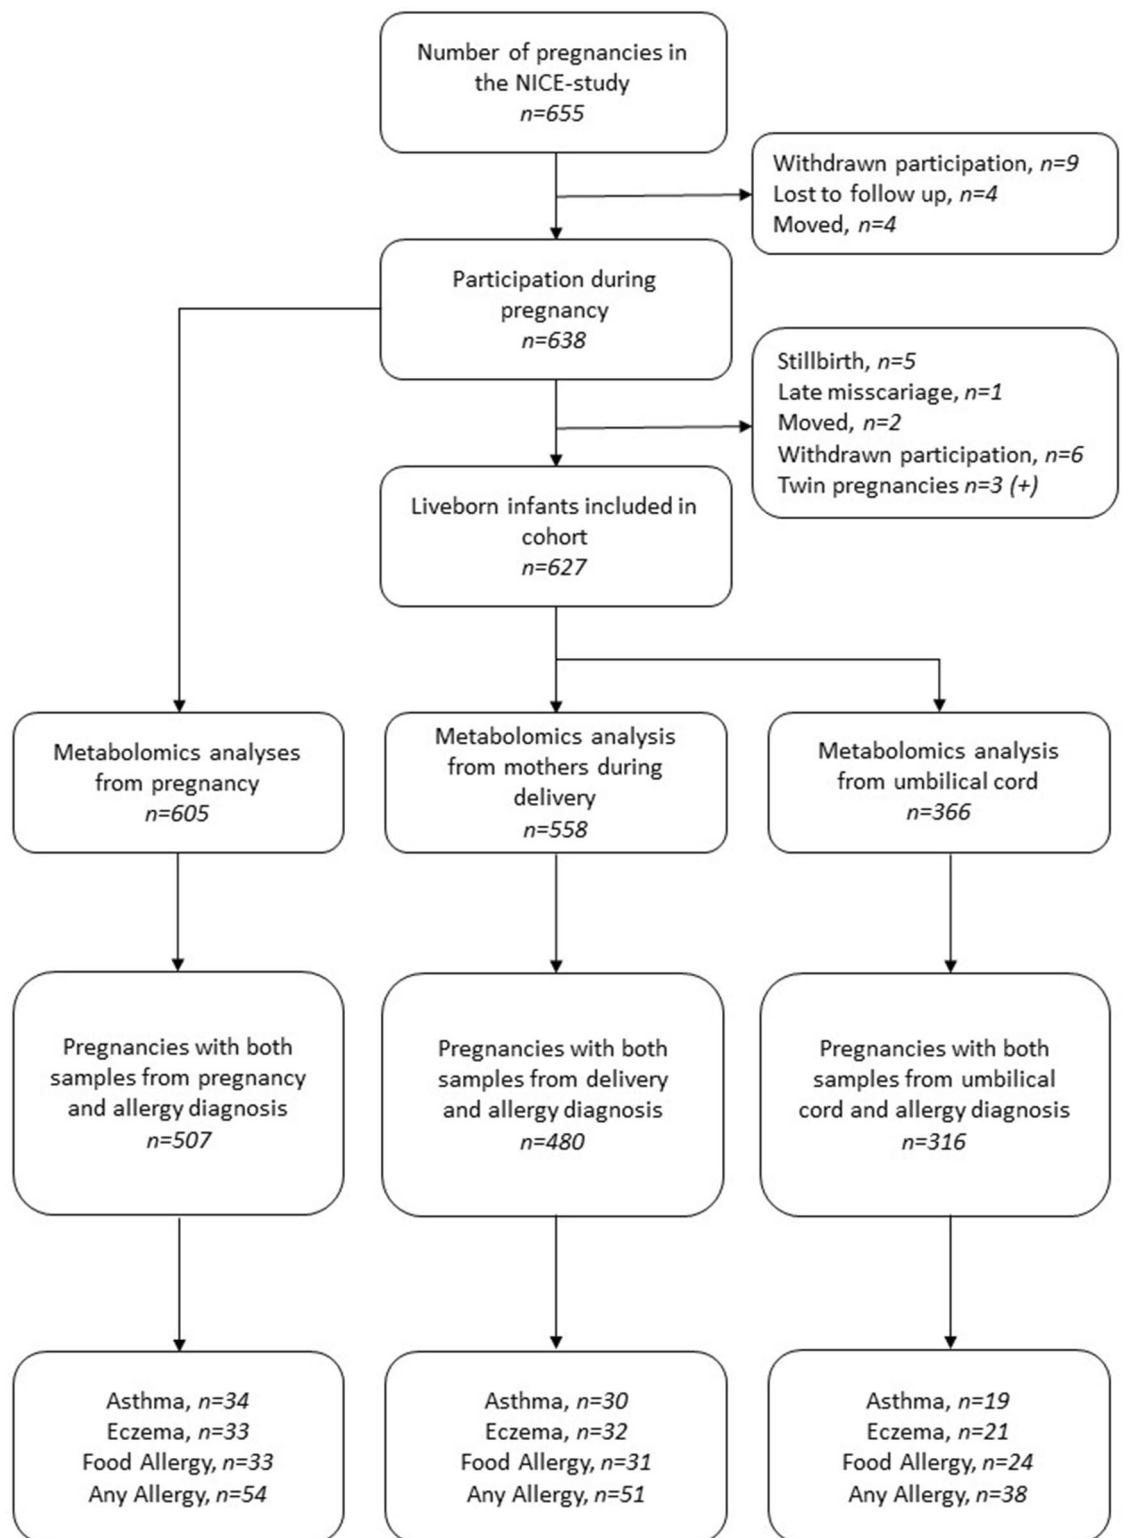 Number of pregnancies in
the NICE-study
n=655
Withdrawn participation, n=9
Lost to follow up, n=4
Moved, n=4
Participation during
pregnancy
n=638
Stillbirth, n=5
Late misscariage, n=1
Moved, n=2
Withdrawn participation, n=6
Twin pregnancies n=3 (+)
Liveborn infants included in
cohort
n=627
Metabolomics analyses
from pregnancy
n=605
Metabolomics analysis
from mothers during
delivery
n=558
Metabolomics analysis
from umbilical cord
n=366
Pregnancies with both
samples from pregnancy
and allergy diagnosis
n=507
Pregnancies with both
samples from delivery
and allergy diagnosis
n=480
Pregnancies with both
samples from umbilical
cord and allergy diagnosis
n=316
Asthma, n=34
Eczema, n=33
Food Allergy, n=33
Any Allergy, n=54
Asthma, n=30
Eczema, n=32
Food Allergy, n=31
Any Allergy, n=51
Asthma, n=19
Eczema, n=21
Food Allergy, n=24
Any Allergy, n=38